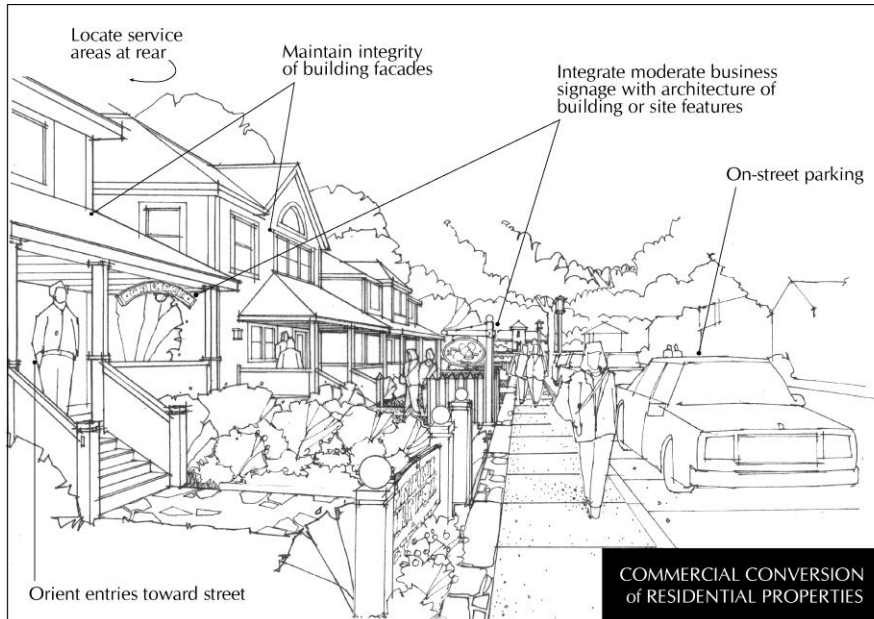 Locate service
areas at rear
Maintain integrity
of building facades
Integrate moderate business
signage with architecture of
building or site features
On-street parking
Orient entries toward street
COMMERCIAL CONVERSION
of RESIDENTIAL PROPERTIES